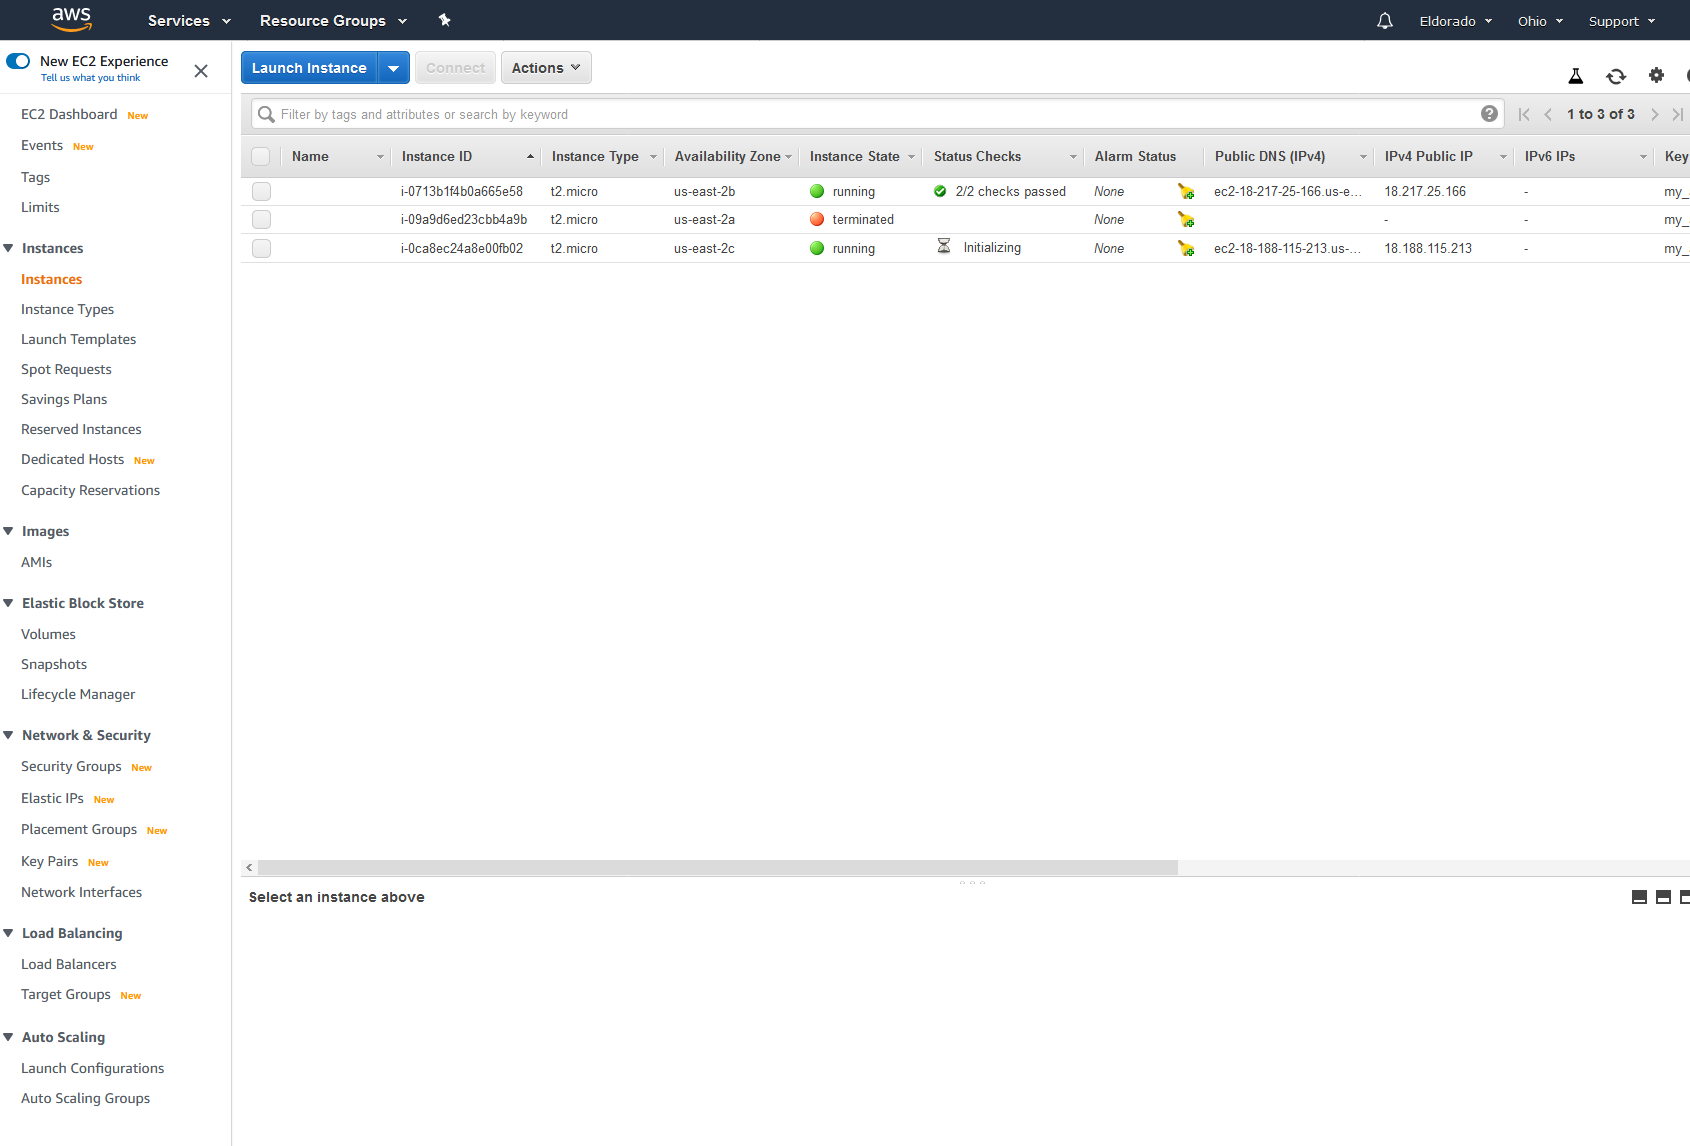 aws Services Resource Groups Eldorado Ohio Support
New EC2 Experience
Tell us what you think
EC2 Dashboard New
Events New
Tags
Limits
Instances
Instances
Instance Types
Launch Templates
Spot Requests
Savings Plans
Reserved Instances
Dedicated Hosts New
Capacity Reservations
Images
AMIs
Elastic Block Store
Volumes
Snapshots
Lifecycle Manager
Network & Security
Security Groups New
Elastic IPs New
Placement Groups New
Key Pairs New
Network Interfaces
Load Balancing
Load Balancers
Target Groups New
Auto Scaling
Launch Configurations
Auto Scaling Groups
Launch Instance Connect Actions
Filter by tags and attributes or search by keyword ? 1 to 3 of 3
Name Instance ID Instance Type Availability Zone Instance State Status Checks Alarm Status Public DNS (IPv4) IPv4 Public IP IPv6 IPs Key
i-0713b1f4b0a665e58 t2.micro us-east-2b running 2/2 checks passed None ec2-18-217-25-166.us-e... 18.217.25.166 - my_
i-09a9d6ed23cbb4a9b t2.micro us-east-2a terminated None - - my_
i-0ca8ec24a8e00fb02 t2.micro us-east-2c running Initializing None ec2-18-188-115-213.us-... 18.188.115.213 - my_
Select an instance above